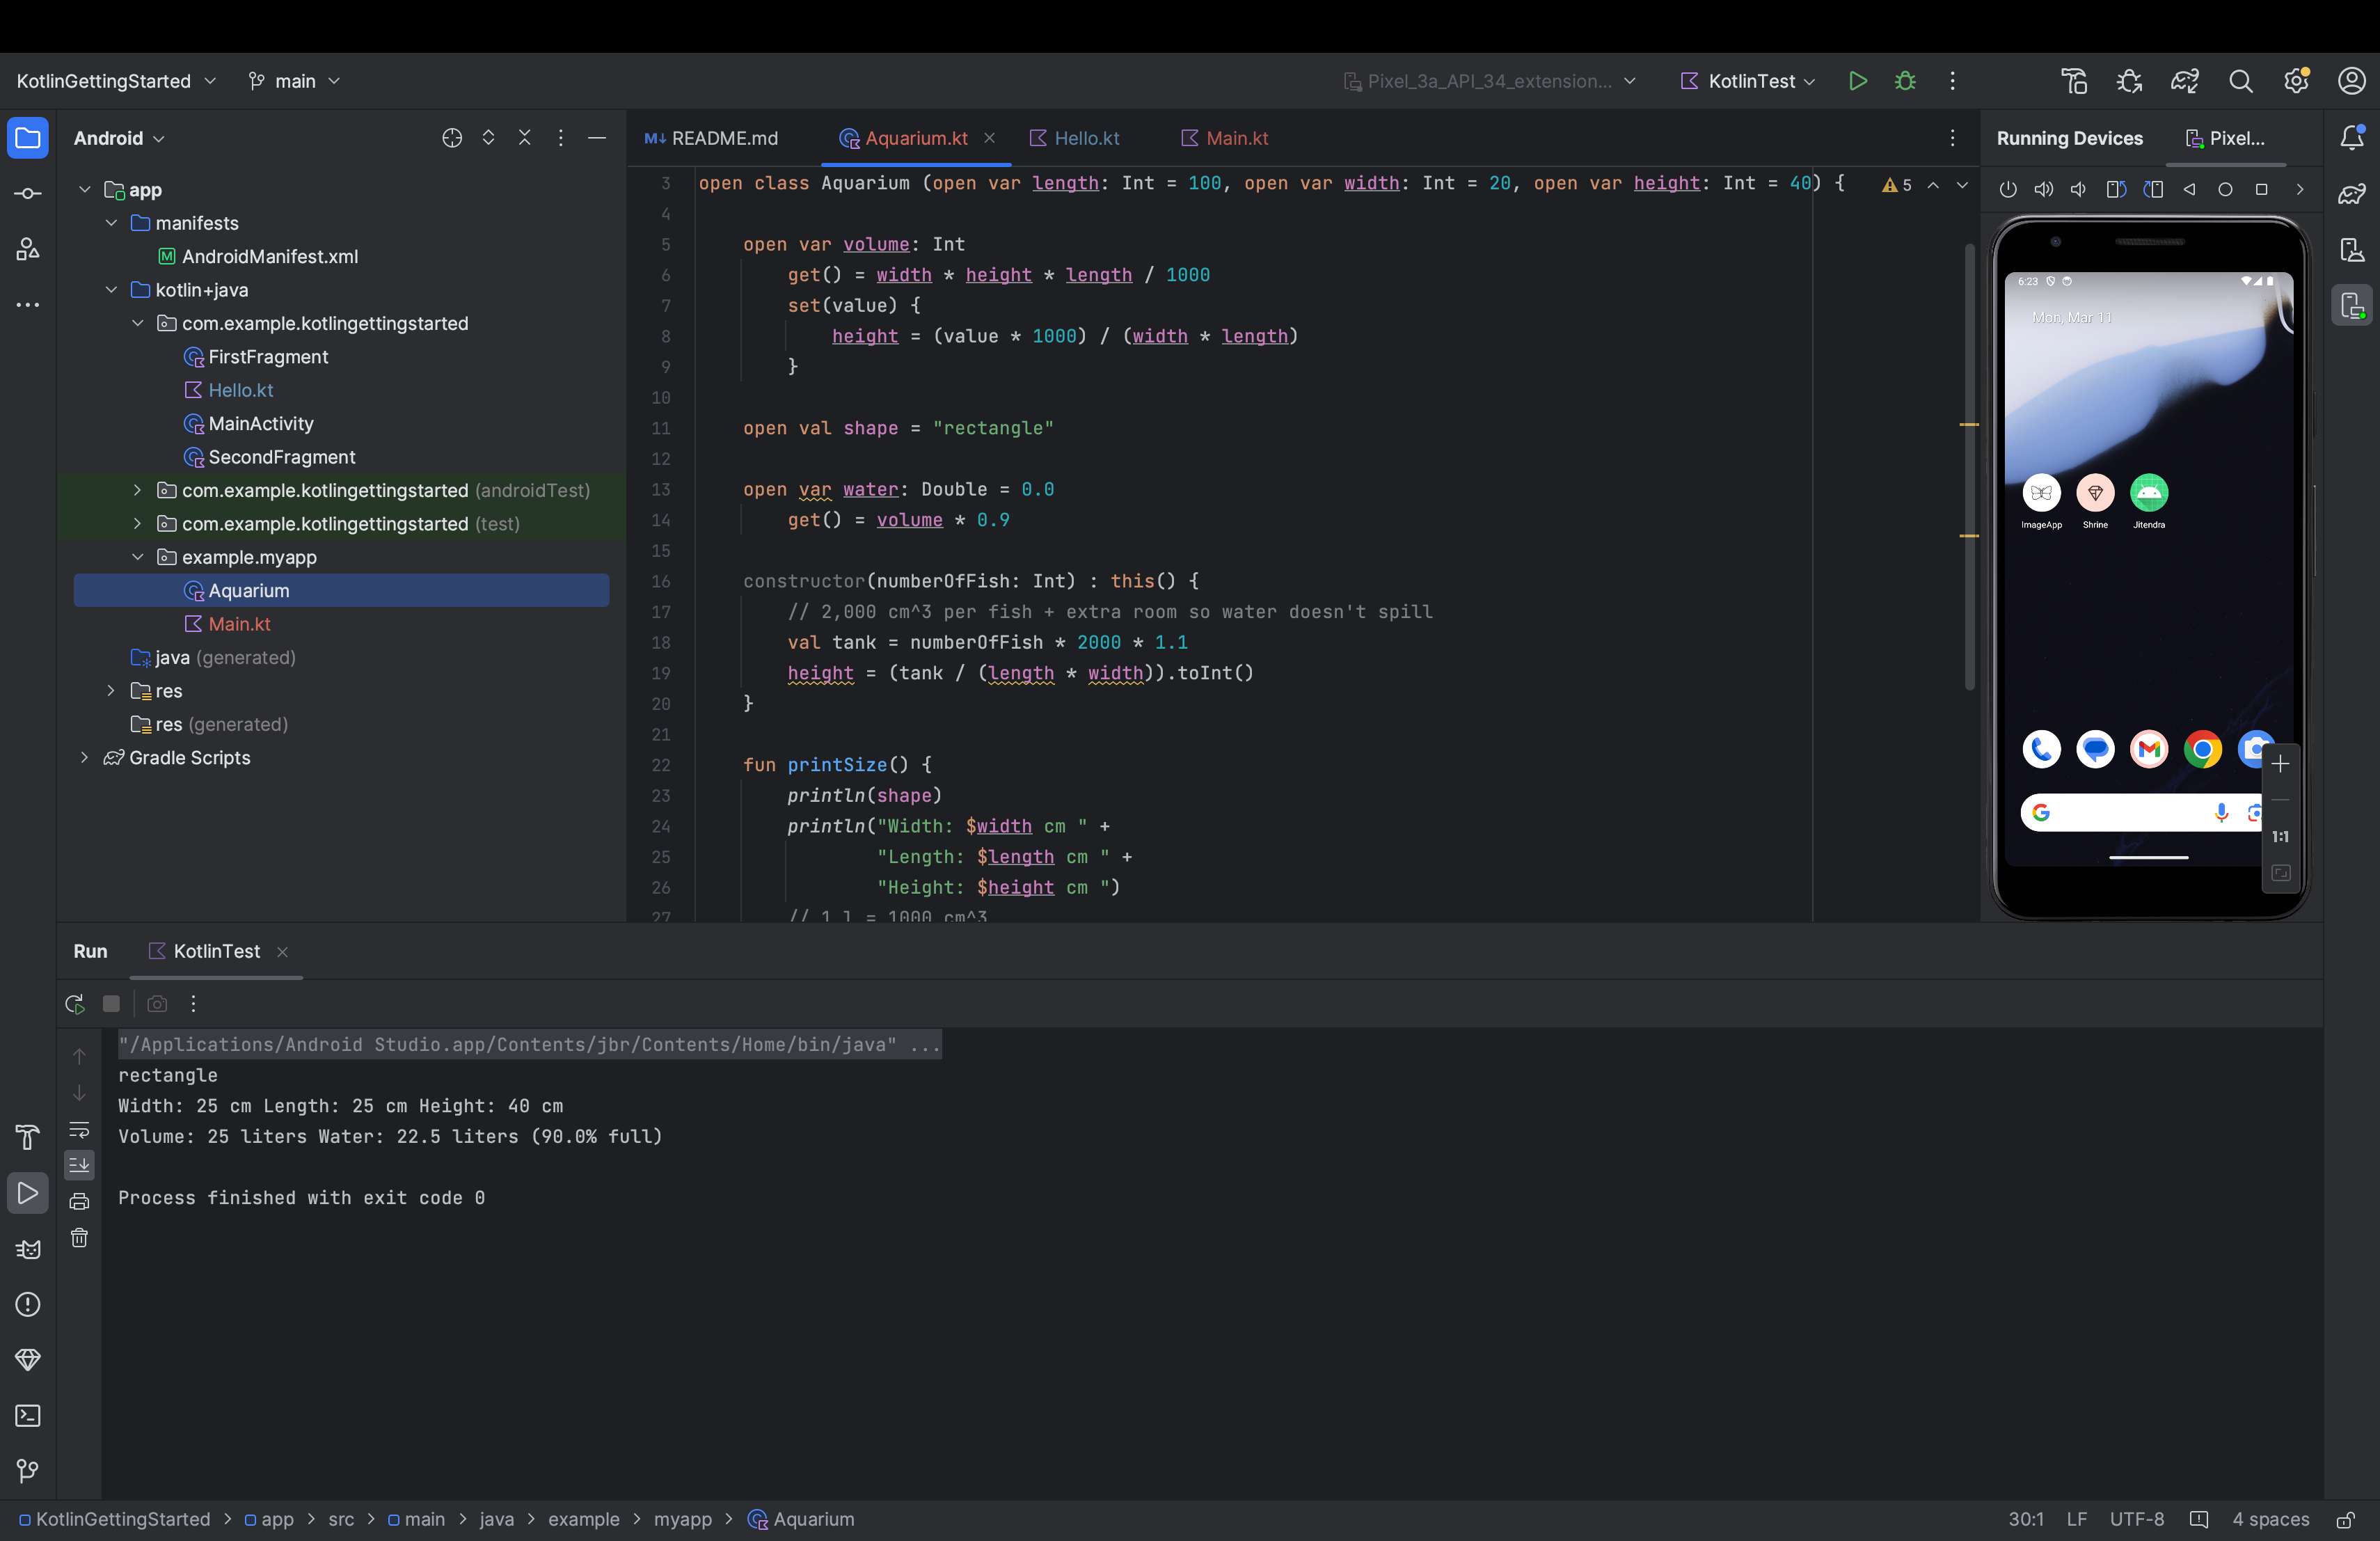 KotlinGettingStarted main Pixel_3a_API_34_extension... KotlinTest
Android
README.md Aquarium.kt Hello.kt Main.kt
Running Devices Pixel...
app
manifests
AndroidManifest.xml
kotlin+java
com.example.kotlingettingstarted
FirstFragment
Hello.kt
MainActivity
SecondFragment
com.example.kotlingettingstarted (androidTest)
com.example.kotlingettingstarted (test)
example.myapp
Aquarium
Main.kt
java (generated)
res
res (generated)
Gradle Scripts
3 open class Aquarium (open var length: Int = 100, open var width: Int = 20, open var height: Int = 40) {
5
4
5 open var volume: Int
6 get() = width * height * length / 1000
7 set(value) {
8 height = (value * 1000) / (width * length)
9 }
10
11 open val shape = "rectangle"
12
13 open var water: Double = 0.0
14 get() = volume * 0.9
15
16 constructor(numberOfFish: Int) : this() {
17 // 2,000 cm^3 per fish + extra room so water doesn't spill
18 val tank = numberOfFish * 2000 * 1.1
19 height = (tank / (length * width)).toInt()
20 }
21
22 fun printSize() {
23 println(shape)
24 println("Width: $width cm " +
25 "Length: $length cm " +
26 "Height: $height cm ")
27 // 1 l = 1000 cm^3
6:23
Mon, Mar 11
ImageApp Shrine Jitendra
1:1
Run KotlinTest
"/Applications/Android Studio.app/Contents/jbr/Contents/Home/bin/java" ...
rectangle
Width: 25 cm Length: 25 cm Height: 40 cm
Volume: 25 liters Water: 22.5 liters (90.0% full)
Process finished with exit code 0
KotlinGettingStarted > app > src > main > java > example > myapp > Aquarium
30:1 LF UTF-8 4 spaces